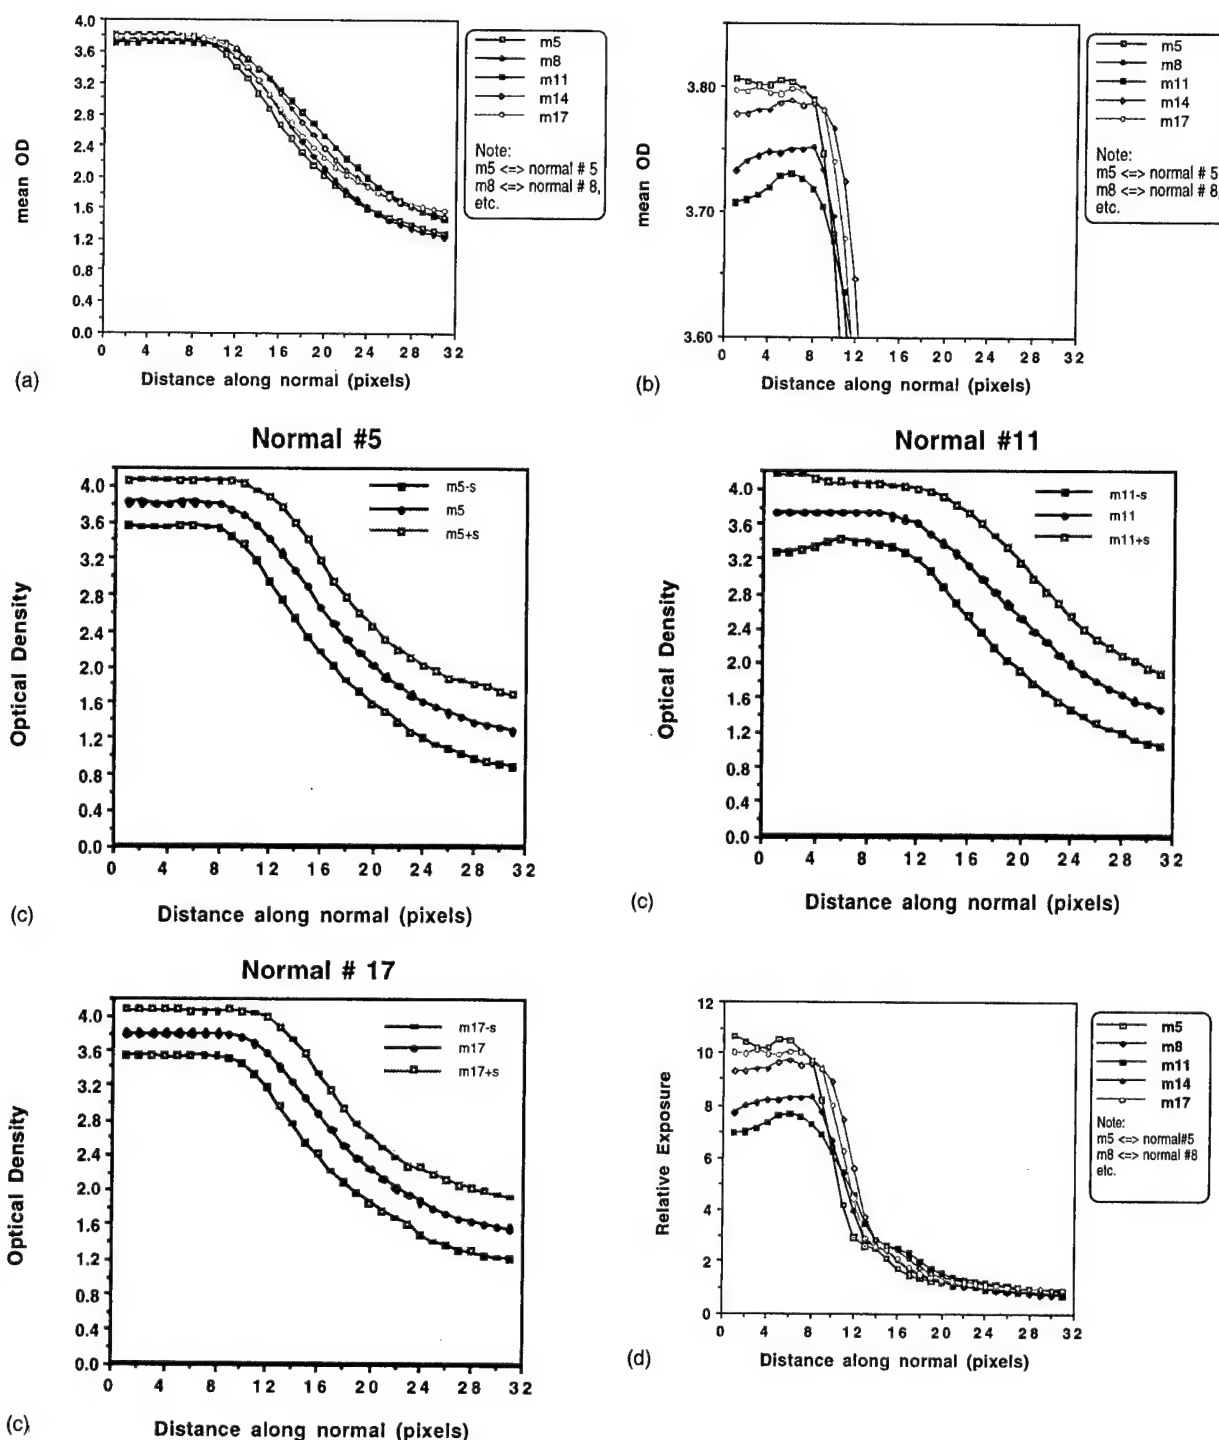 4.0
3.6
3.2
2.8
2.4
2.0
1.6
1.2
0.8
0.4
0.0
mean OD
0 4 8 12 16 20 24 28 32
Distance along normal (pixels)
(a)
m5
m8
m11
m14
m17
Note:
m5 <=> normal # 5
m8 <=> normal # 8,
etc.
3.80
3.70
3.60
mean OD
0 4 8 12 16 20 24 28 32
Distance along normal (pixels)
(b)
m5
m8
m11
m14
m17
Note:
m5 <=> normal # 5
m8 <=> normal # 8,
etc.
Normal #5
4.0
3.6
3.2
2.8
2.4
2.0
1.6
1.2
0.8
0.4
0.0
Optical Density
m5-s
m5
m5+s
0 4 8 12 16 20 24 28 32
Distance along normal (pixels)
(c)
Normal #11
4.0
3.6
3.2
2.8
2.4
2.0
1.6
1.2
0.8
0.4
0.0
Optical Density
m11-s
m11
m11+s
0 4 8 12 16 20 24 28 32
Distance along normal (pixels)
(c)
Normal # 17
4.0
3.6
3.2
2.8
2.4
2.0
1.6
1.2
0.8
0.4
0.0
Optical Density
m17-s
m17
m17+s
0 4 8 12 16 20 24 28 32
Distance along normal (pixels)
(c)
12
10
8
6
4
2
0
Relative Exposure
0 4 8 12 16 20 24 28 32
Distance along normal (pixels)
(d)
m5
m8
m11
m14
m17
Note:
m5 <=> normal#5
m8 <=> normal #8
etc.